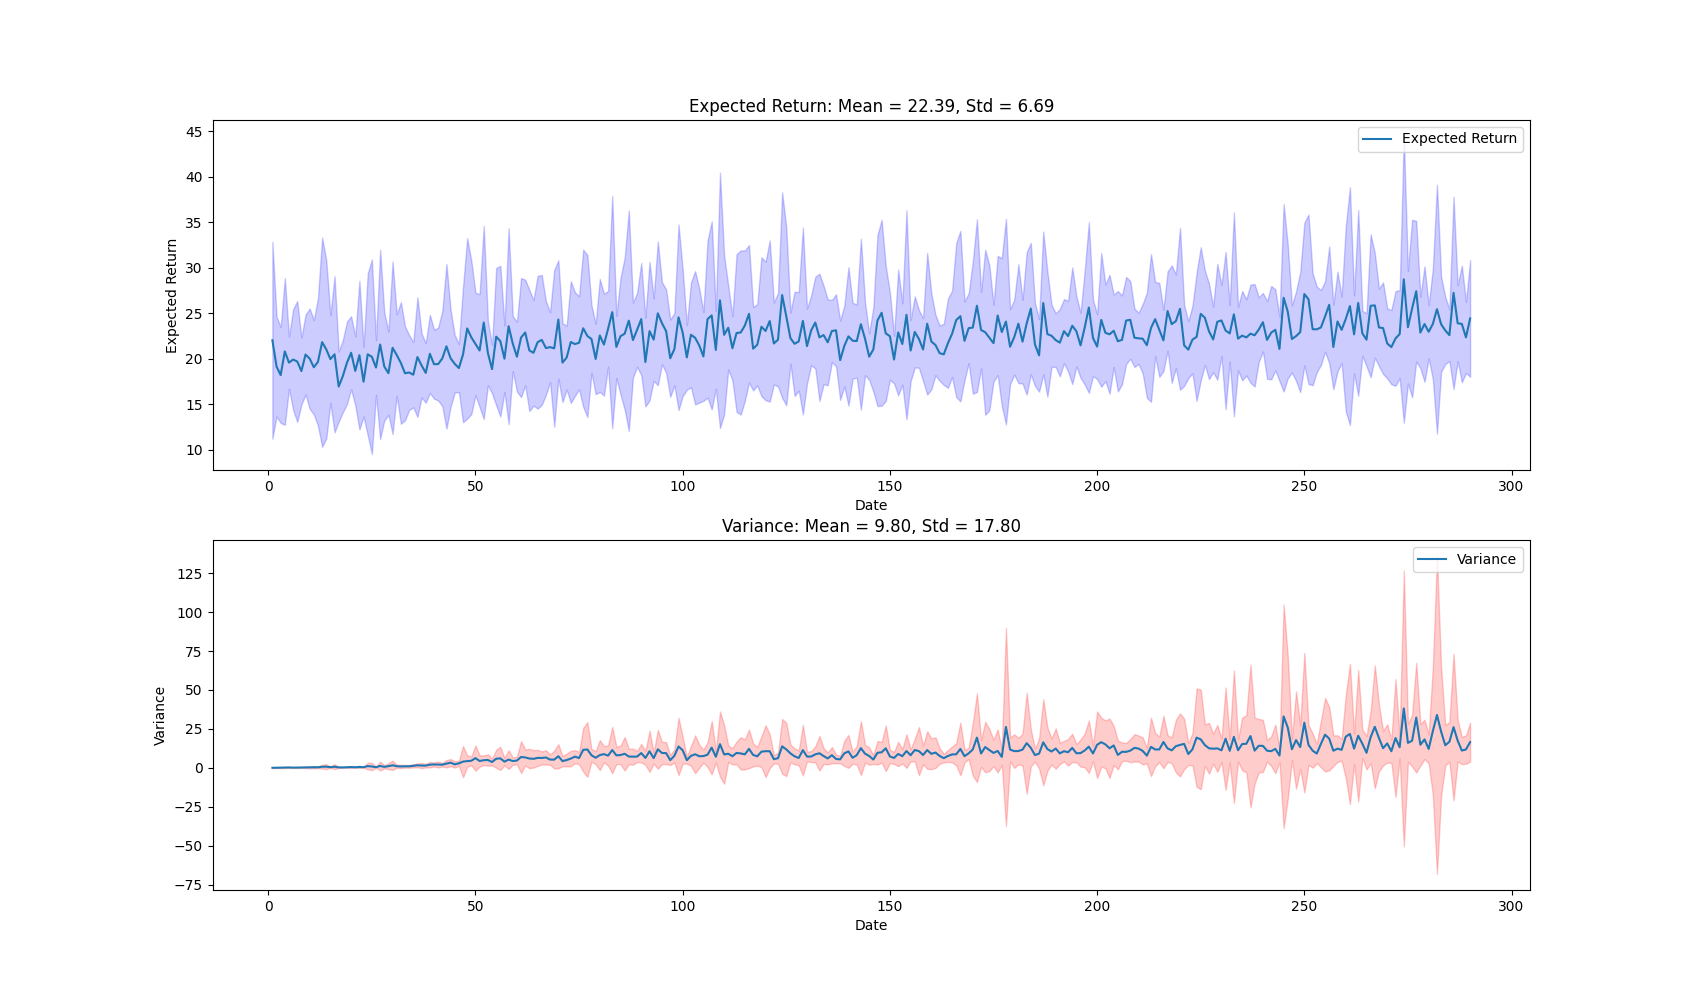 Expected Return: Mean = 22.39, Std = 6.69
Expected Return
45
40
35
30
25
20
15
10
Expected Return
0 50 100 150 200 250 300
Date
Variance: Mean = 9.80, Std = 17.80
Variance
125
100
75
50
25
0
−25
−50
−75
Variance
0 50 100 150 200 250 300
Date